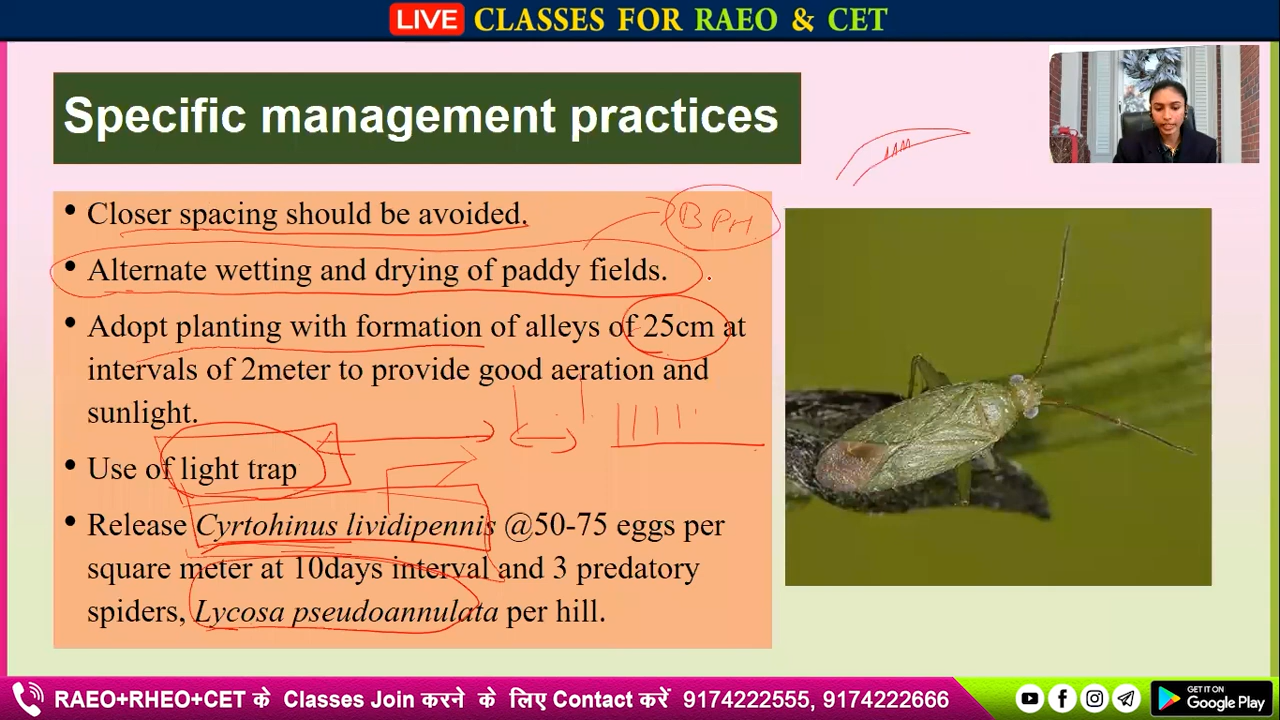 LIVE CLASSES FOR RAEO & CET
Specific management practices
• Closer spacing should be avoided.
BPH
• Alternate wetting and drying of paddy fields.
• Adopt planting with formation of alleys of 25cm at
intervals of 2meter to provide good aeration and
sunlight.
• Use of light trap
• Release Cyrtohinus lividipennis @50-75 eggs per
square meter at 10days interval and 3 predatory
spiders, Lycosa pseudoannulata per hill.
RAEO+RHEO+CET के Classes Join करने के लिए Contact करें 9174222555, 9174222666
GET IT ON
Google Play